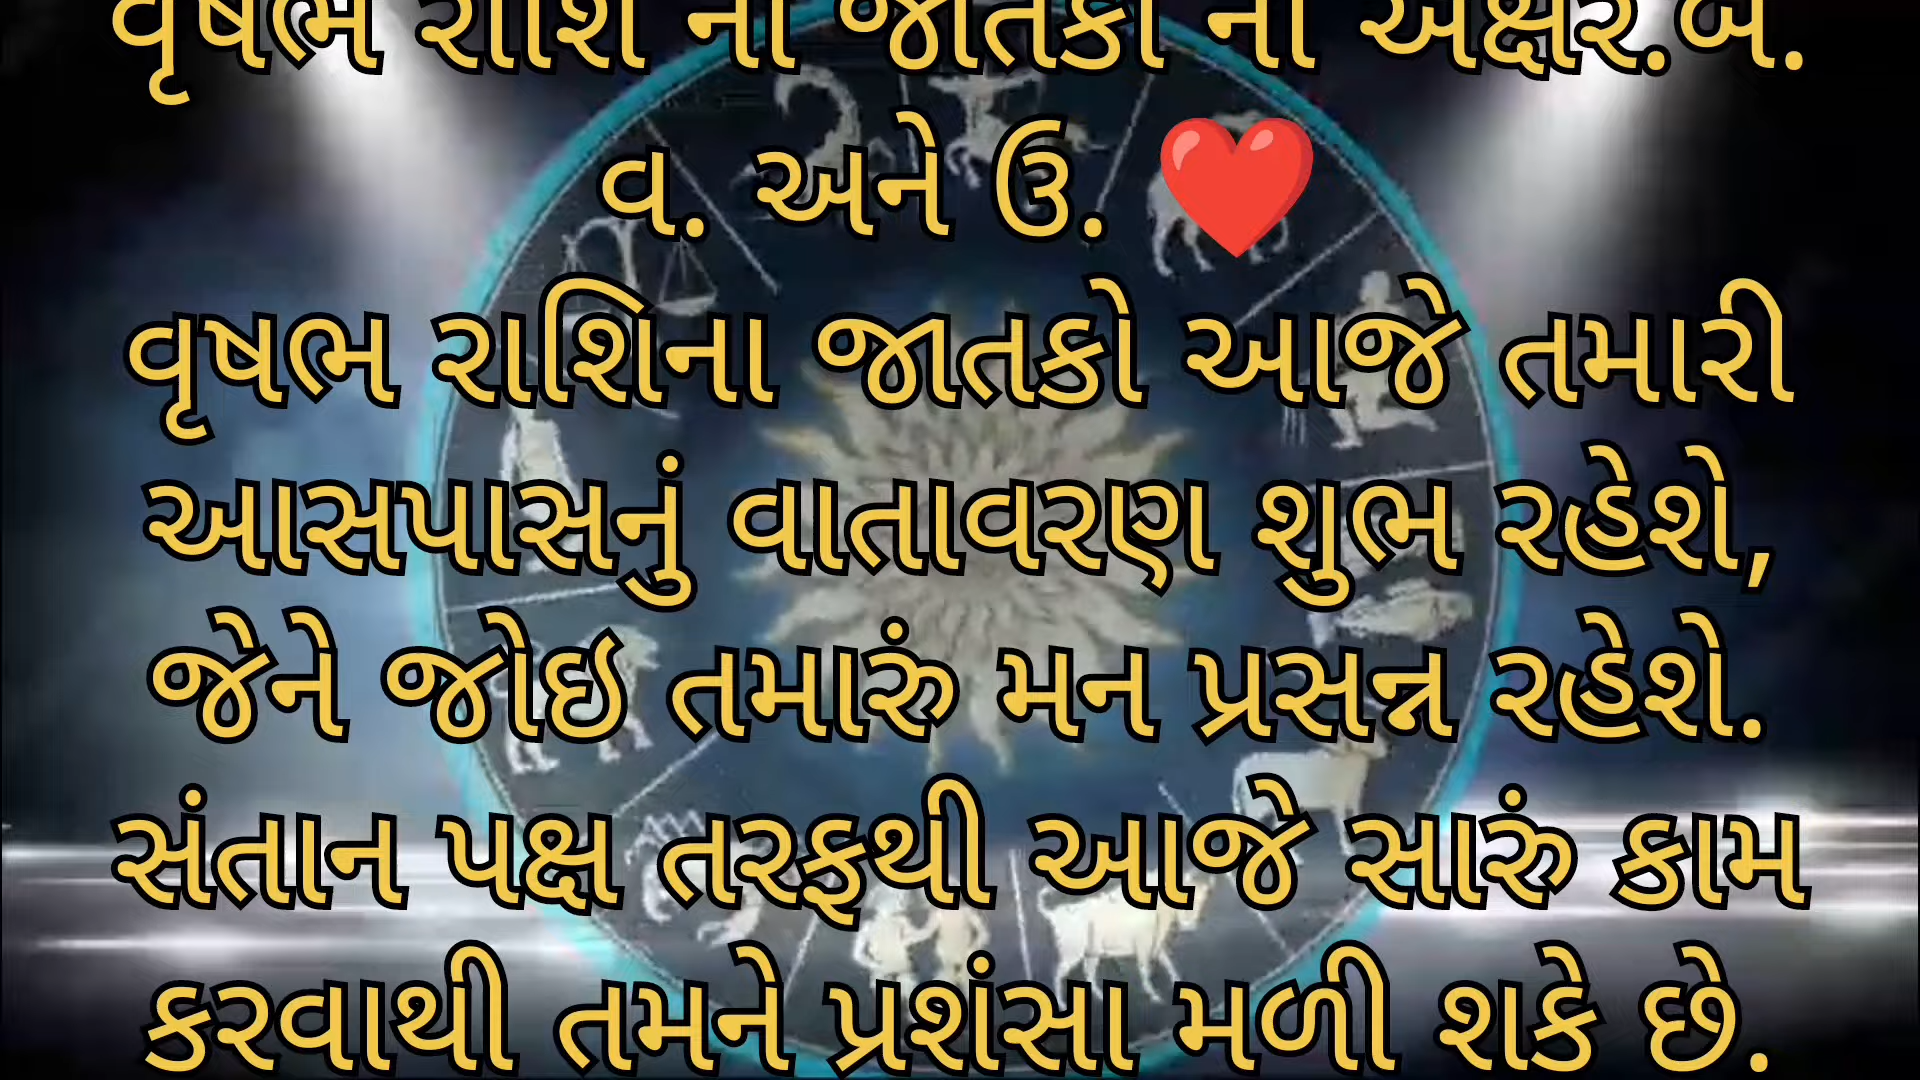 વૃષભ રાશિ ના જાતકો ના અક્ષર.બ.
વ. અને ઉ. ❤️
વૃષભ રાશિના જાતકો આજે તમારી
આસપાસનું વાતાવરણ શુભ રહેશે,
જેને જોઇ તમારું મન પ્રસન્ન રહેશે.
સંતાન પક્ષ તરફથી આજે સારું કામ
કરવાથી તમને પ્રશંસા મળી શકે છે.